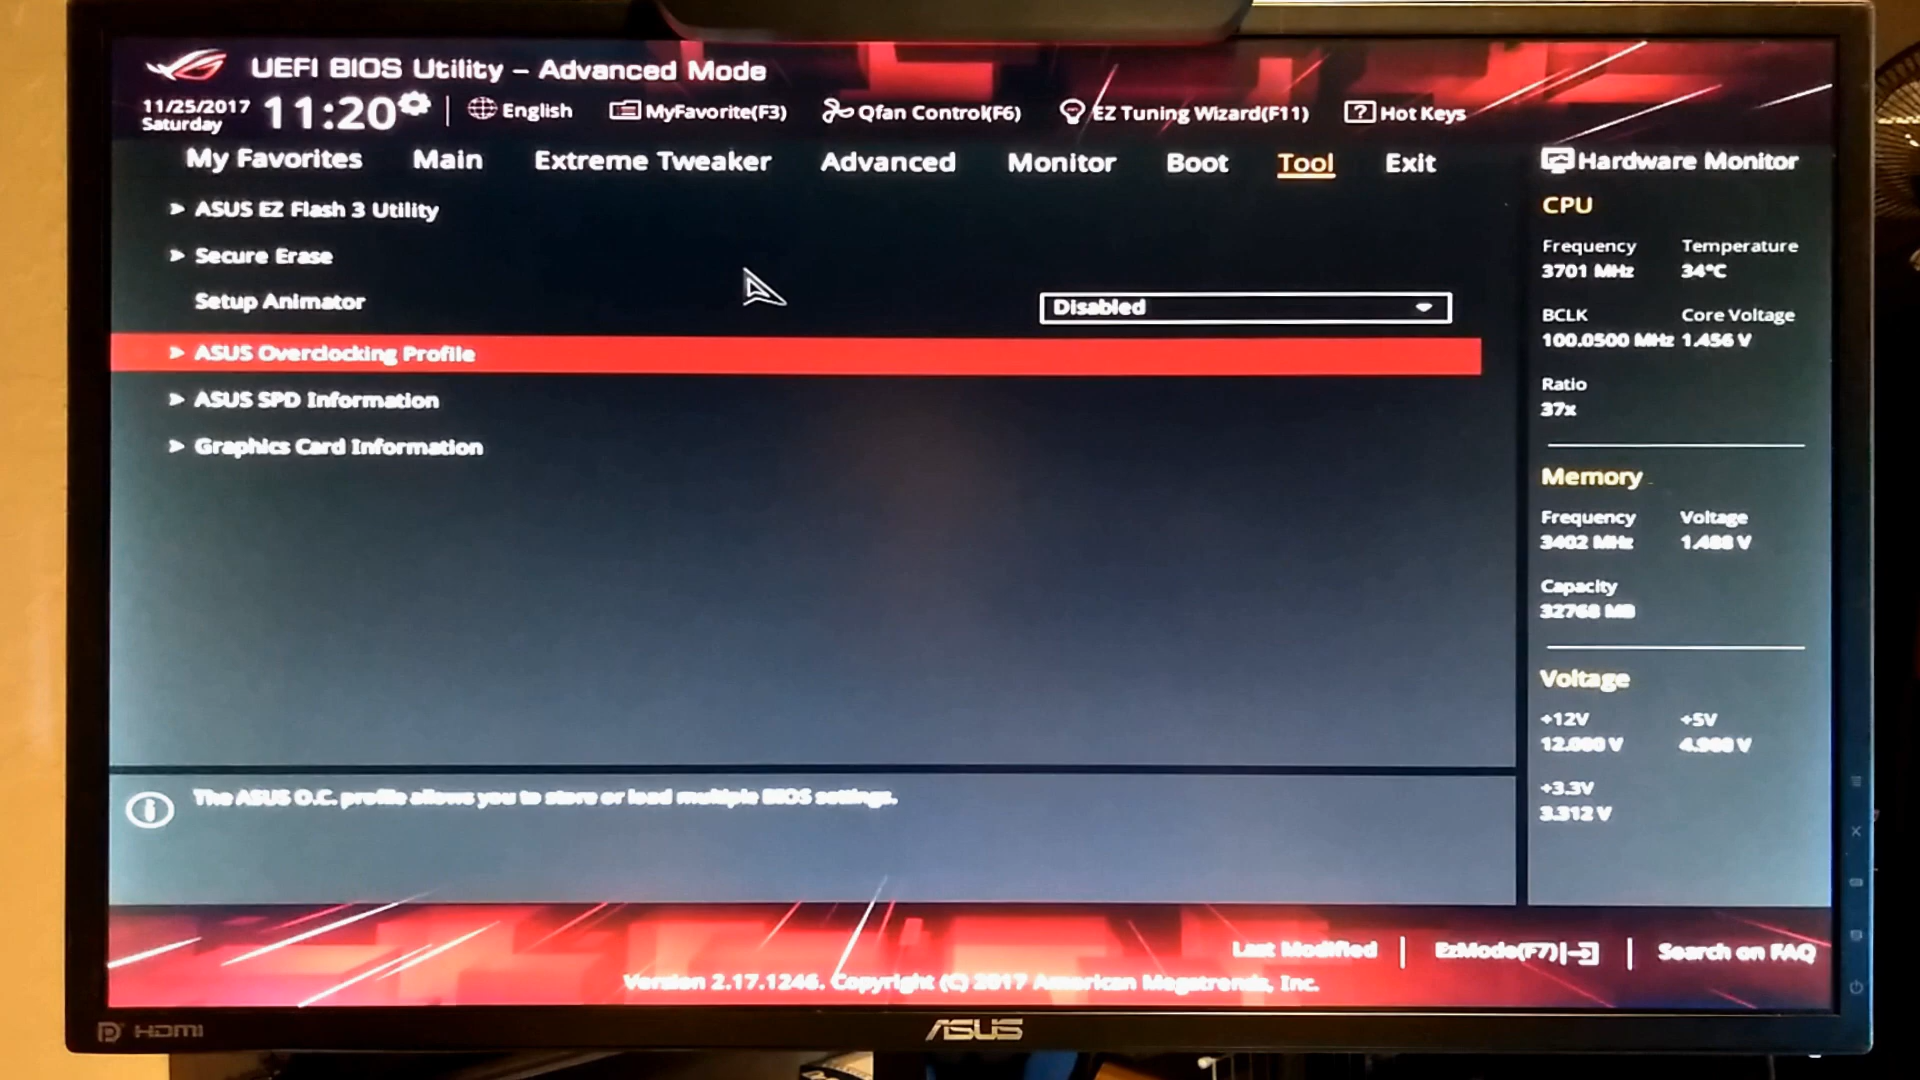 UEFI BIOS Utility – Advanced Mode
11/25/2017
Saturday
11:20
English
MyFavorite(F3)
Qfan Control(F6)
EZ Tuning Wizard(F11)
? Hot Keys
My Favorites Main Extreme Tweaker Advanced Monitor Boot Tool Exit
ASUS EZ Flash 3 Utility
Secure Erase
Setup Animator Disabled
ASUS Overclocking Profile
ASUS SPD Information
Graphics Card Information
The ASUS O.C. profile allows you to store or load multiple BIOS settings.
Hardware Monitor
CPU
Frequency Temperature
3701 MHz 34°C
BCLK Core Voltage
100.0500 MHz 1.456 V
Ratio
37x
Memory
Frequency Voltage
3402 MHz 1.488 V
Capacity
32768 MB
Voltage
+12V +5V
12.000 V
+3.3V
3.312 V
Last Modified
EzMode(F7)
Search on FAQ
Version 2.17.1246. Copyright (C) 2017 American Megatrends, Inc.
HDMI
ASUS